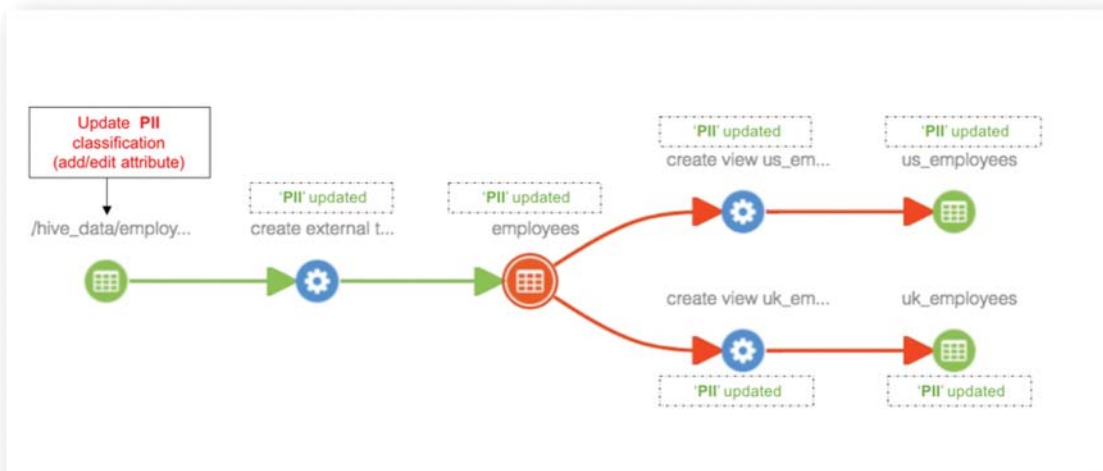 Update PII
classification
(add/edit attribute)
/hive_data/employ...
'PII' updated
create external t...
'PII' updated
employees
'PII' updated
create view us_em...
'PII' updated
us_employees
create view uk_em...
'PII' updated
uk_employees
'PII' updated